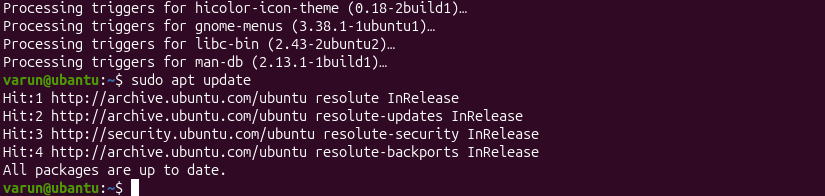 Processing triggers for hicolor-icon-theme (0.18-2build1)…
Processing triggers for gnome-menus (3.38.1-1ubuntu1)…
Processing triggers for libc-bin (2.43-2ubuntu2)…
Processing triggers for man-db (2.13.1-1build1)…
varun@ubantu:~$ sudo apt update
Hit:1 http://archive.ubuntu.com/ubuntu resolute InRelease
Hit:2 http://archive.ubuntu.com/ubuntu resolute-updates InRelease
Hit:3 http://security.ubuntu.com/ubuntu resolute-security InRelease
Hit:4 http://archive.ubuntu.com/ubuntu resolute-backports InRelease
All packages are up to date.
varun@ubantu:~$